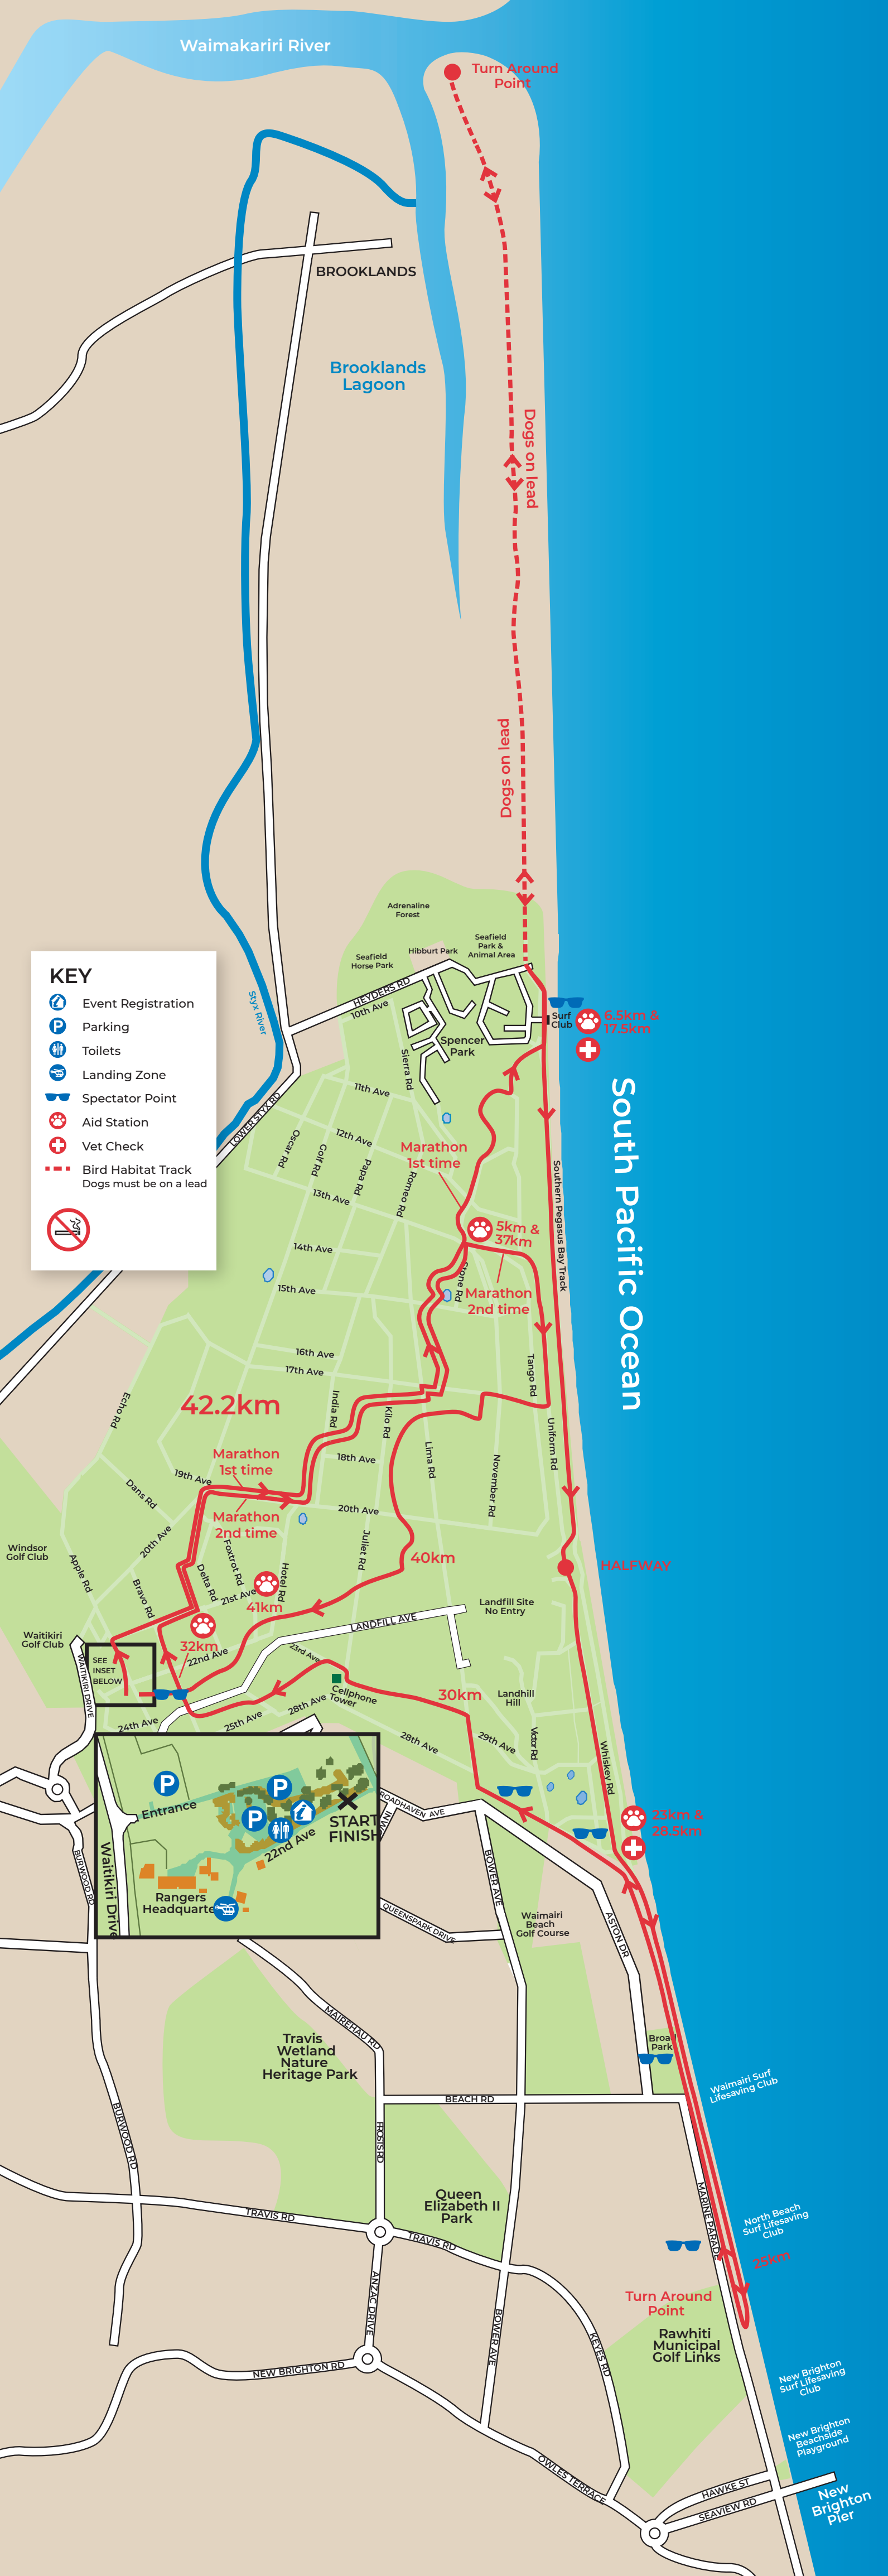 Waimakariri River
Turn Around
Point
BROOKLANDS
Brooklands
Lagoon
Dogs on lead
Dogs on lead
Adrenaline
Forest
Seafield
Park &
Animal Area
Hibburt Park
Seafield
Horse Park
HEYDERS RD
10th Ave
Surf
Club
6.5km &
17.5km
Spencer
Park
Sierra Rd
Styx River
KEY
Event Registration
P
Parking
Toilets
Landing Zone
Spectator Point
Aid Station
Vet Check
Bird Habitat Track
Dogs must be on a lead
LOWER STYX RD
South Pacific Ocean
Southern Pegasus Bay Track
11th Ave
12th Ave
Oscar Rd
Golf Rd
Papa Rd
Romeo Rd
13th Ave
Marathon
1st time
5km &
37km
14th Ave
15th Ave
Marathon
2nd time
16th Ave
17th Ave
Tango Rd
42.2km
Echo Rd
India Rd
Kilo Rd
Lima Rd
November Rd
Uniform Rd
18th Ave
Marathon
1st time
19th Ave
Dans Rd
Marathon
2nd time
20th Ave
20th Ave
Juliet Rd
Windsor
Golf Club
Apple Rd
Bravo Rd
Delta Rd
Foxtrot Rd
Hotel Rd
21st Ave
41km
40km
HALFWAY
Landfill Site
No Entry
LANDFILL AVE
Waitikiri
Golf Club
WAITIKIRI DRIVE
SEE
INSET
BELOW
32km
22nd Ave
23rd Ave
Cellphone
Tower
30km
Landhill
Hill
24th Ave
25th Ave
28th Ave
28th Ave
29th Ave
Victor Rd
Whiskey Rd
P
P
P
Entrance
START
FINISH
22nd Ave
Waitikiri Drive
Rangers
BROADHAVEN AVE
23km &
28.5km
BURWOOD RD
BOWER AVE
QUEENSPARK DRIVE
Waimairi
Beach
Golf Course
ASTON DR
MAIREHAU RD
Travis
Wetland
Nature
Heritage Park
Park
BEACH RD
Waimairi Surf
Lifesaving Club
BURWOOD RD
FROSTS RD
Queen
Elizabeth II
Park
TRAVIS RD
TRAVIS RD
MARINE PARADE
North Beach
Surf Lifesaving
Club
25km
Turn Around
Point
Rawhiti
Municipal
Golf Links
ANZAC DRIVE
BOWER AVE
KEYES RD
NEW BRIGHTON RD
New Brighton
Surf Lifesaving
Club
New Brighton
Beachside
Playground
OWLES TERRACE
HAWKE ST
SEAVIEW RD
New
Brighton
Pier